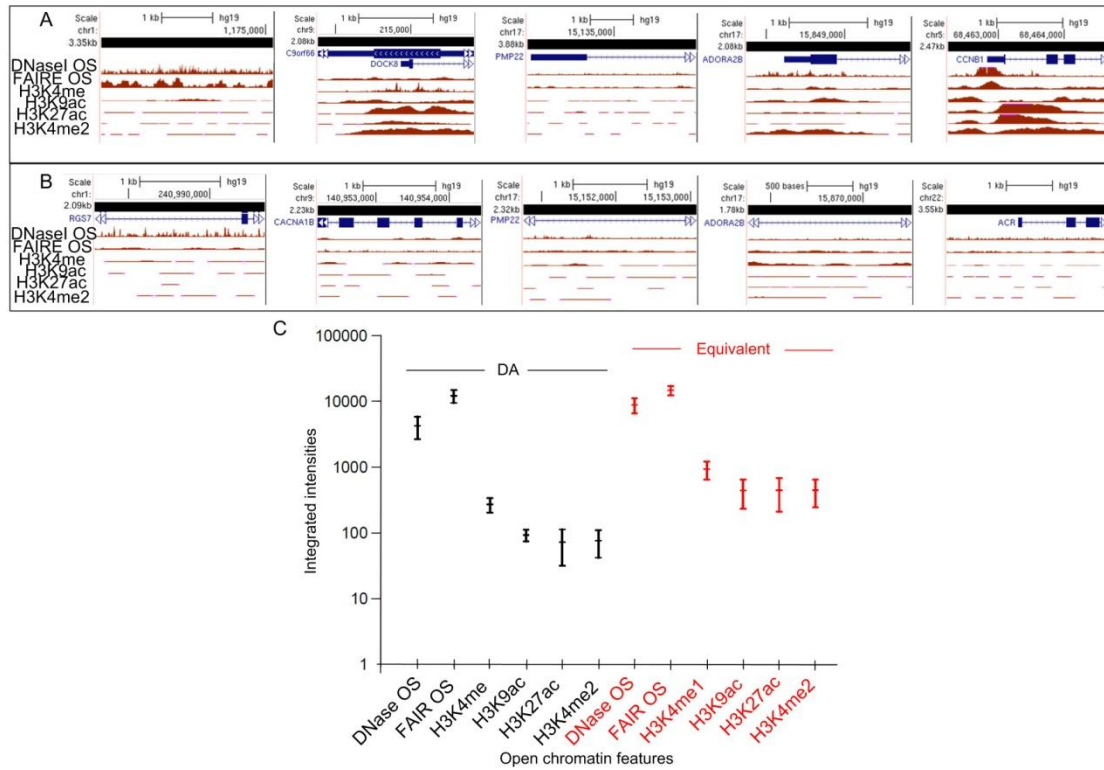 A
Scale 1 kb hg19
chr1: 1,175,000
3.35kb
DNaseI OS
FAIRE OS
H3K4me
H3K9ac
H3K27ac
H3K4me2
Scale 1 kb hg19
chr9: 215,000
2.08kb
C9orf66
DOCK8
Scale 1 kb hg19
chr17: 15,135,000
3.88kb
PMP22
Scale 1 kb hg19
chr17: 15,849,000
2.08kb
ADORA2B
Scale 1 kb hg19
chr5: 68,463,000 68,464,000
2.47kb
CCNB1
B
Scale 1 kb hg19
chr1: 240,990,000
2.09kb
RGS7
DNaseI OS
FAIRE OS
H3K4me
H3K9ac
H3K27ac
H3K4me2
Scale 1 kb hg19
chr9: 140,953,000 140,954,000
2.23kb
CACNA1B
Scale 1 kb hg19
chr17: 15,152,000 15,153,000
2.32kb
PMP22
Scale 500 bases hg19
chr17: 15,870,000
1.78kb
ADORA2B
Scale 1 kb hg19
chr22:
3.55kb
ACR
C
100000
10000
1000
100
10
1
Integrated intensities
DA
Equivalent
DNase OS
FAIR OS
H3K4me
H3K9ac
H3K27ac
H3K4me2
DNase OS
FAIR OS
H3K4me1
H3K9ac
H3K27ac
H3K4me2
Open chromatin features